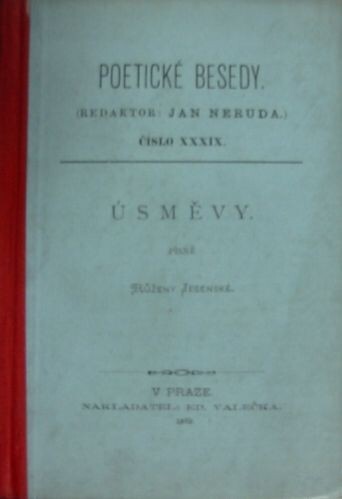 POETICKÉ BESEDY.
(REDAKTOR: JAN NERUDA.)
ČÍSLO XXXIX.
ÚSMĚVY.
PÍSNĚ
RŮŽENY JESENSKÉ.
V PRAZE.
NAKLADATEL: ED. VALEČKA.